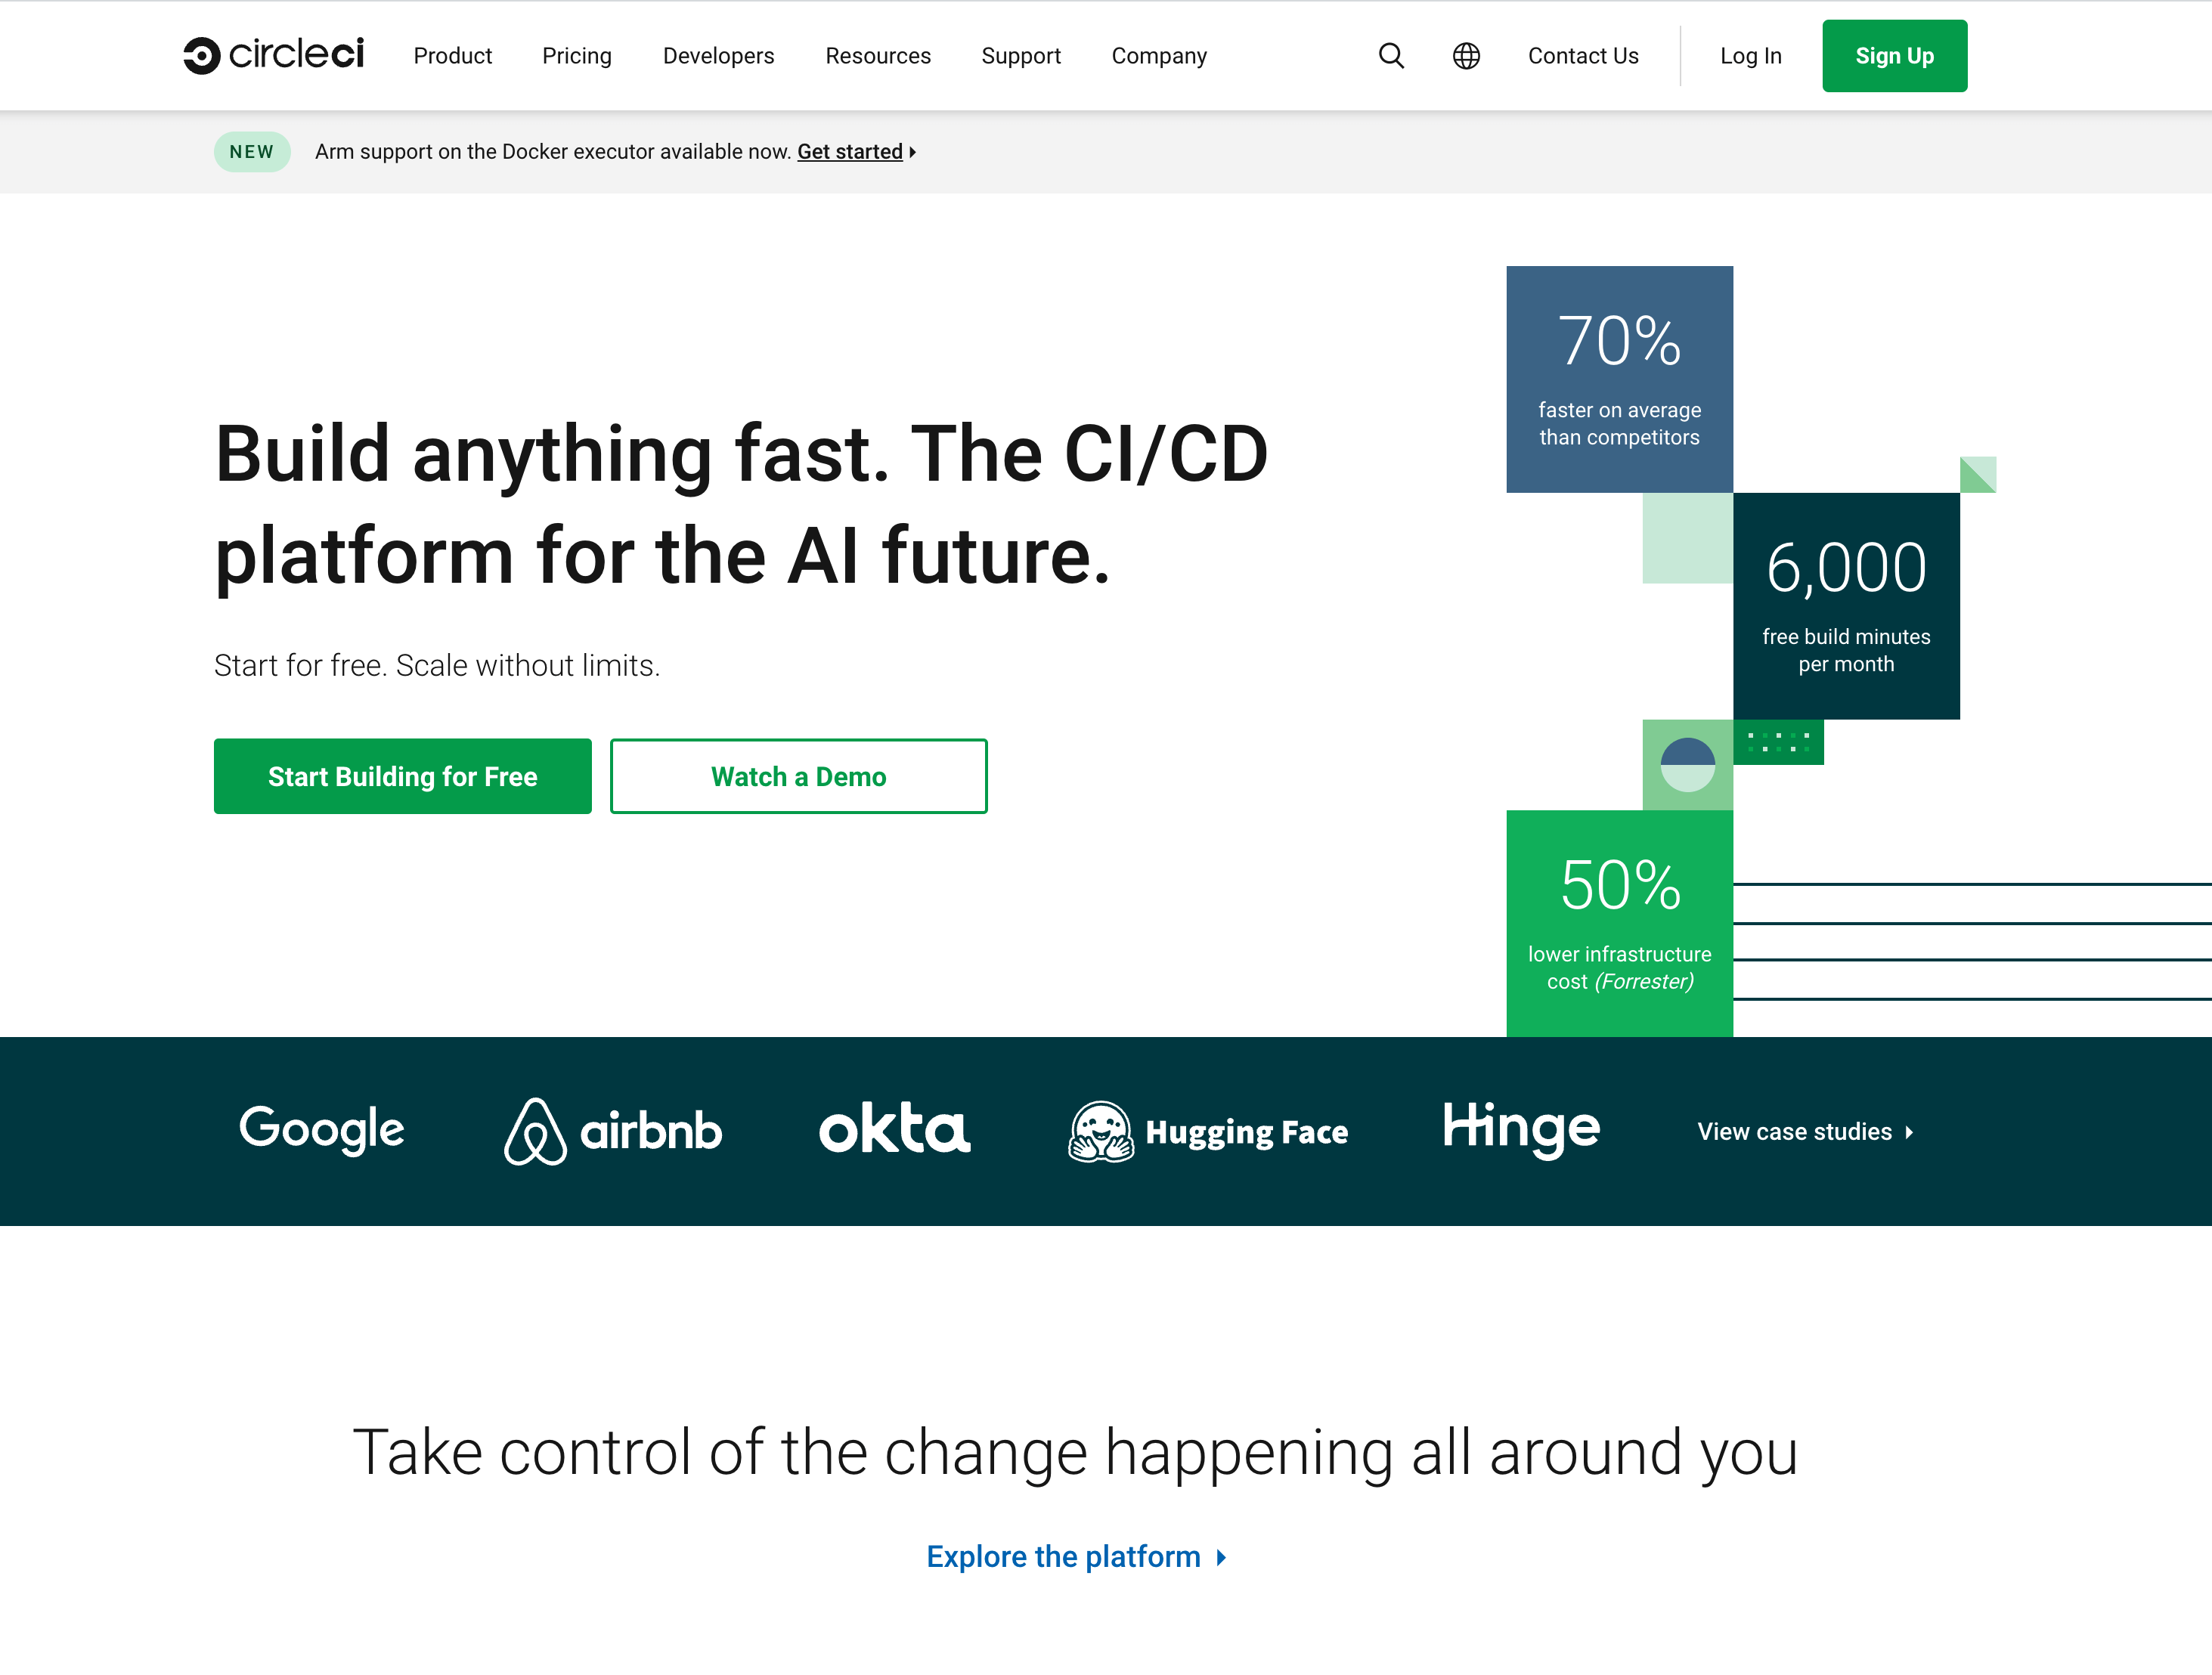 circleci Product Pricing Developers Resources Support Company Contact Us Log In Sign Up
NEW Arm support on the Docker executor available now. Get started
Build anything fast. The CI/CD
platform for the AI future.
Start for free. Scale without limits.
Start Building for Free Watch a Demo
70%
faster on average
than competitors
6,000
free build minutes
per month
50%
lower infrastructure
cost (Forrester)
Google airbnb okta Hugging Face Hinge View case studies
Take control of the change happening all around you
Explore the platform